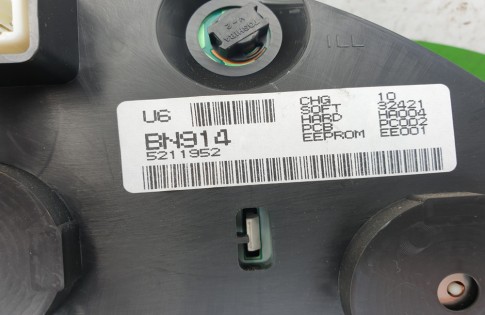 ILL
U6
CHG 10
SOFT 32421
HARD HA004
PCB PC002
EEPROM EE001
BN914
5211952